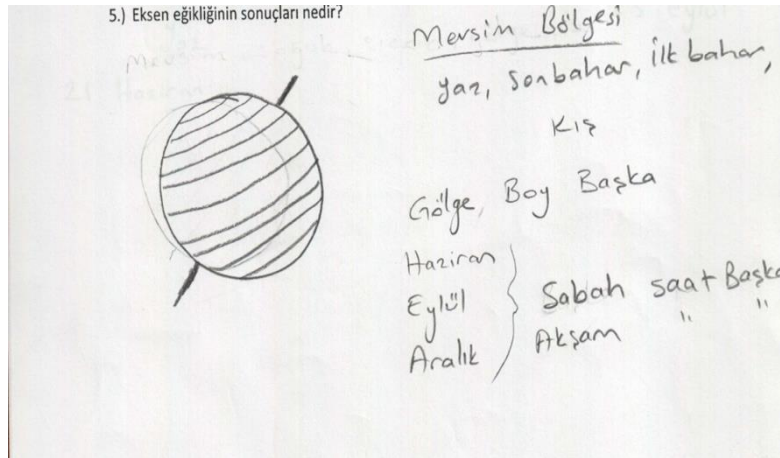 5.) Eksen eğikliğinin sonuçları nedir?
Mevsim Bölgesi
yaz, Sonbahar, ilk bahar,
Kış
Gölge, Boy Başka
Haziran
Eylül
Aralık
Sabah saat Başka
Akşam " "